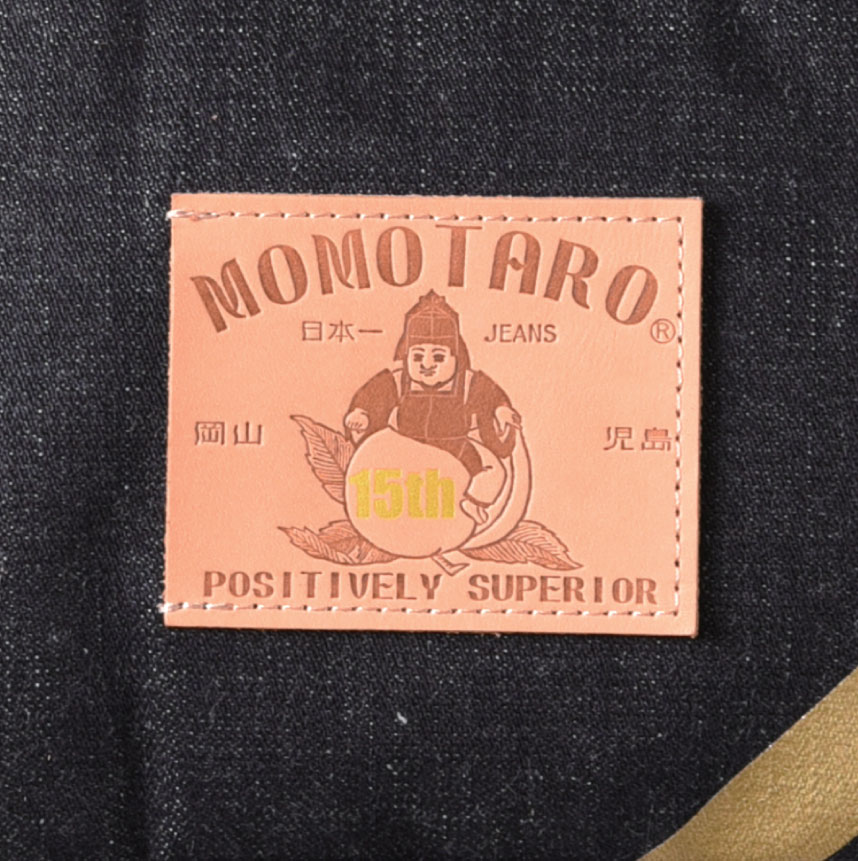 MOMOTARO®
日本一 JEANS
岡山 児島
15th
POSITIVELY SUPERIOR